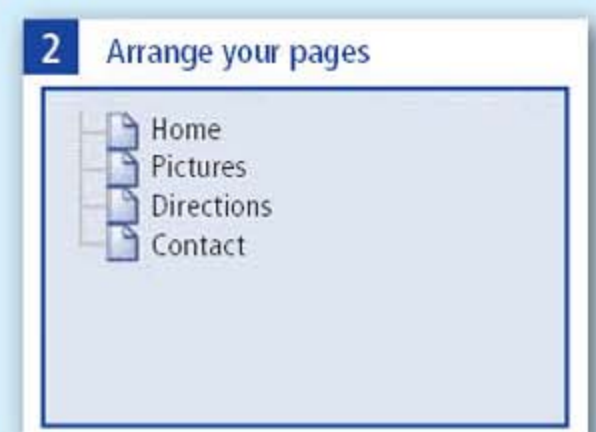 2 Arrange your pages
Home
Pictures
Directions
Contact